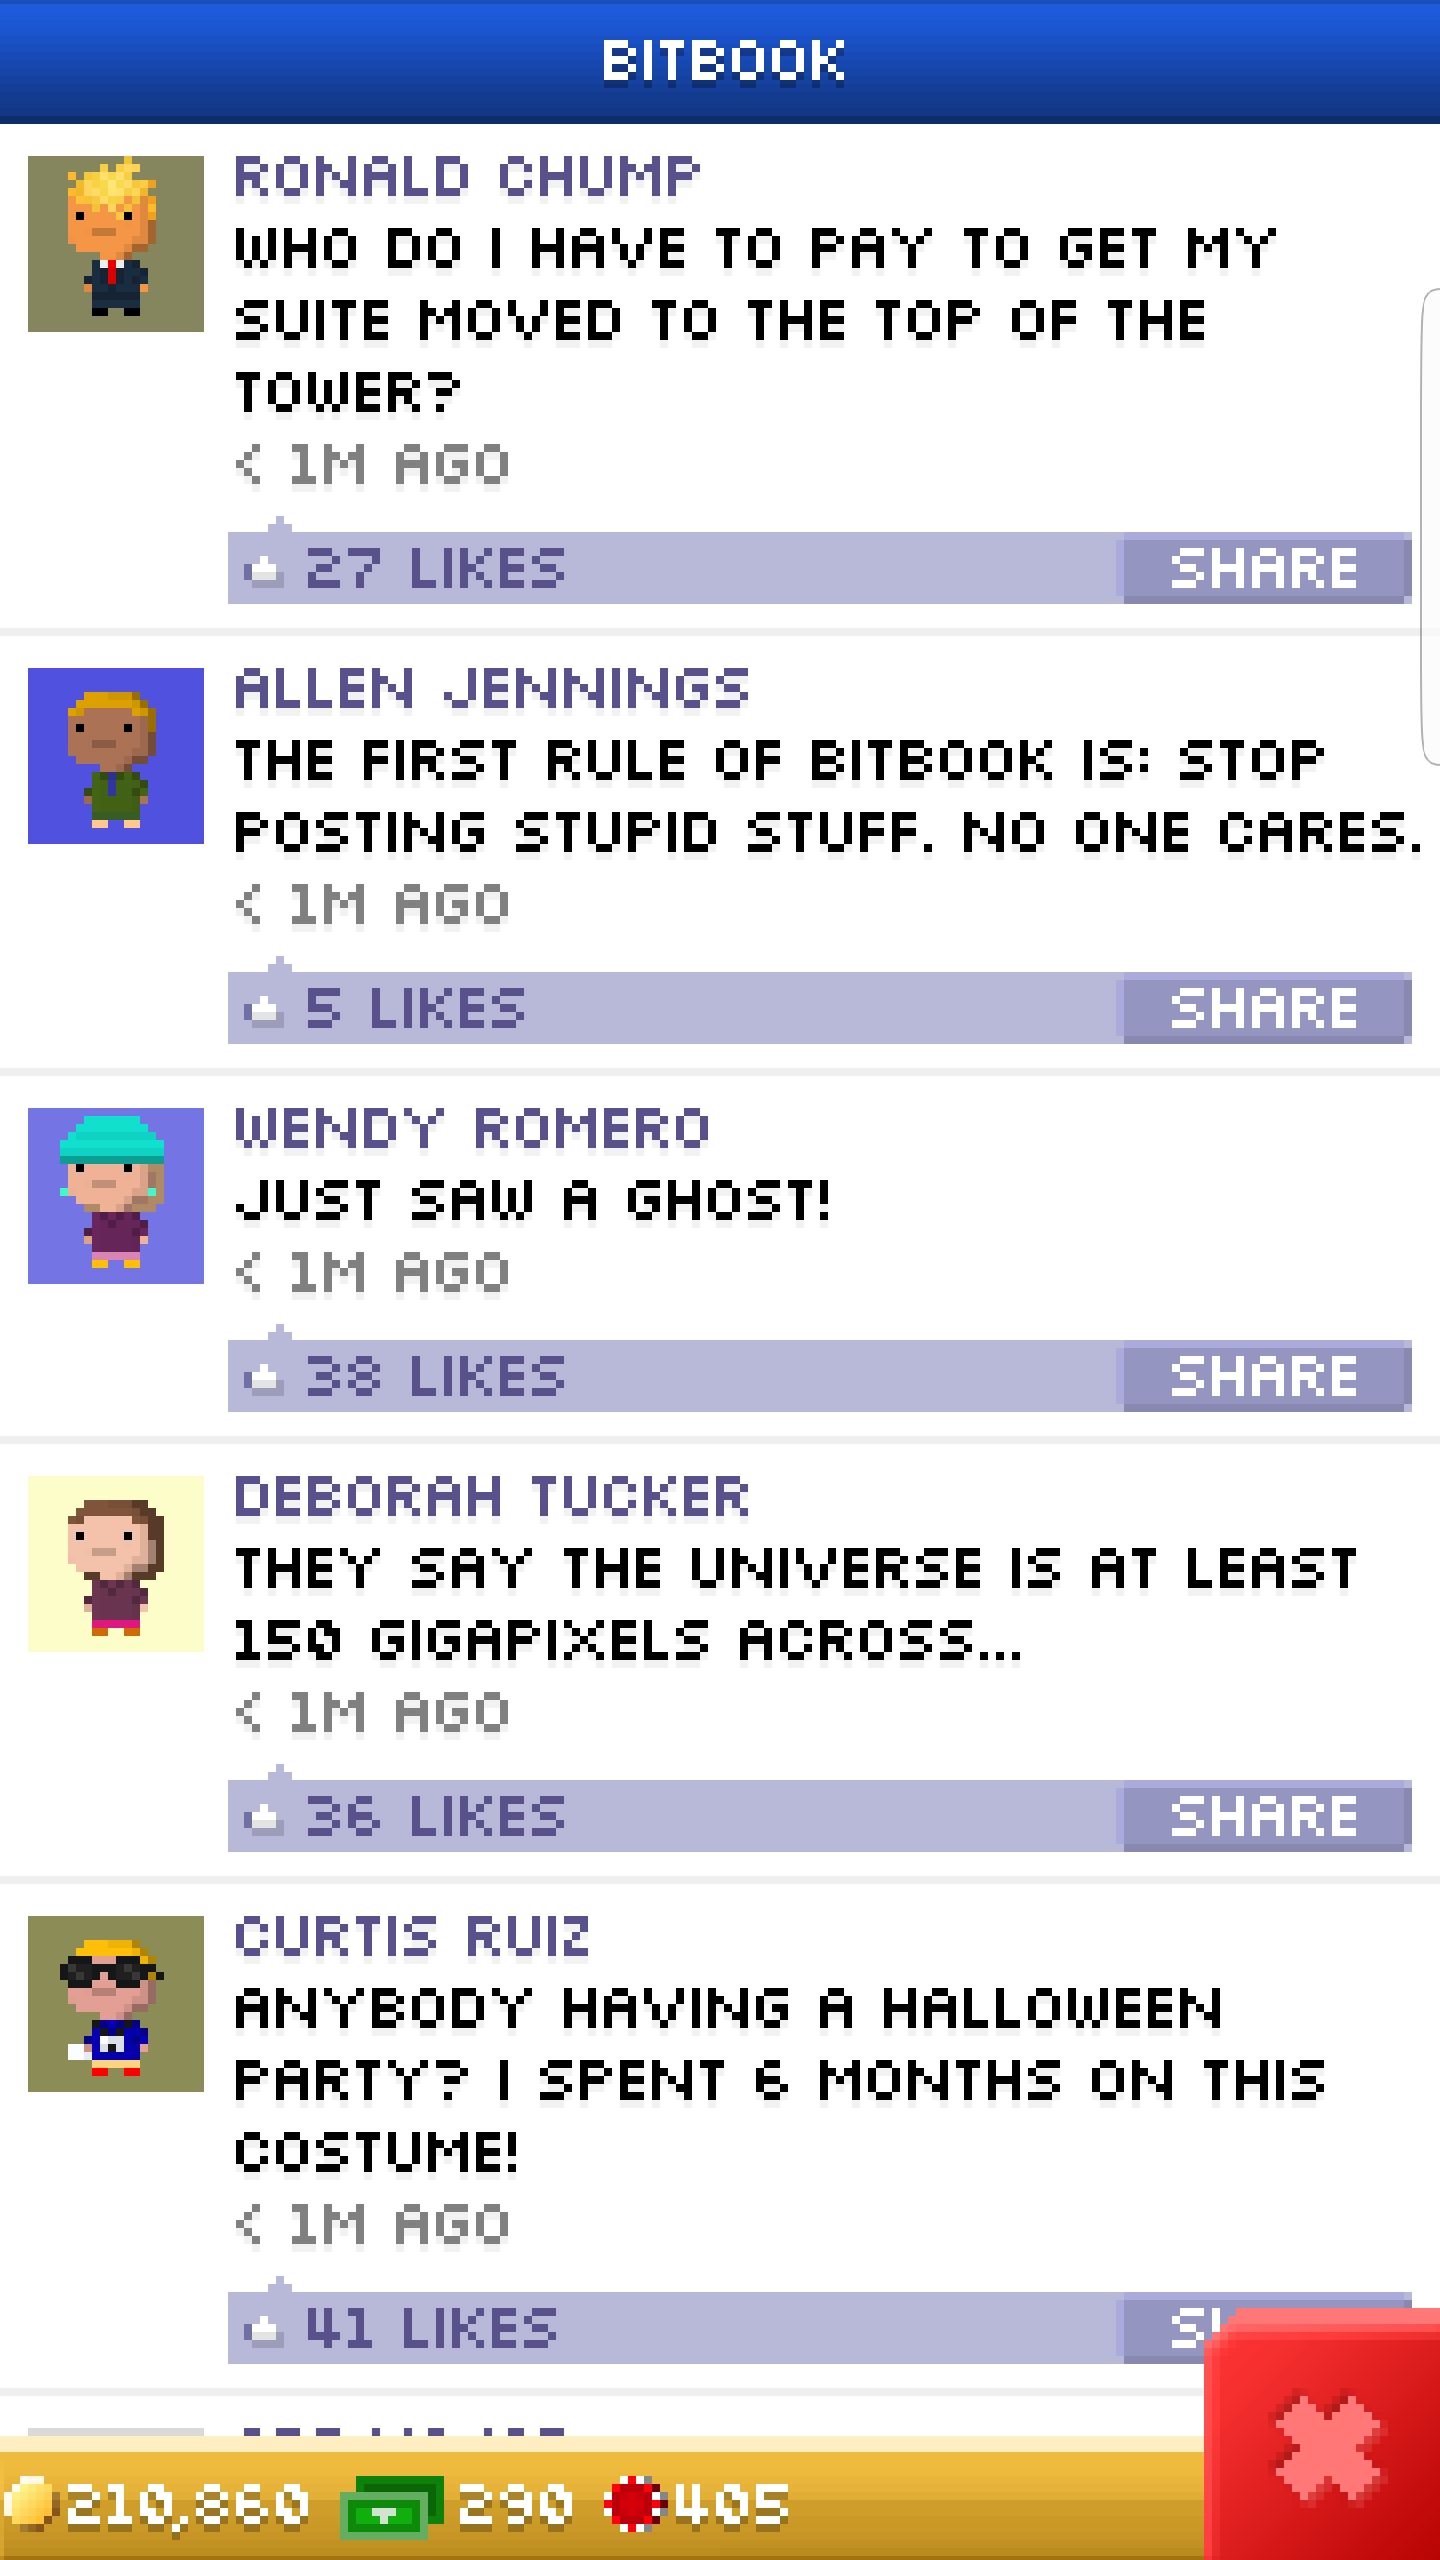 BITBOOK
RONALD CHUMP
WHO DO I HAVE TO PAY TO GET MY
SUITE MOVED TO THE TOP OF THE
TOWER?
< 1M AGO
27 LIKES SHARE
ALLEN JENNINGS
THE FIRST RULE OF BITBOOK IS: STOP
POSTING STUPID STUFF. NO ONE CARES.
< 1M AGO
5 LIKES SHARE
WENDY ROMERO
JUST SAW A GHOST!
< 1M AGO
38 LIKES SHARE
DEBORAH TUCKER
THEY SAY THE UNIVERSE IS AT LEAST
150 GIGAPIXELS ACROSS...
< 1M AGO
36 LIKES SHARE
CURTIS RUIZ
ANYBODY HAVING A HALLOWEEN
PARTY? I SPENT 6 MONTHS ON THIS
COSTUME!
< 1M AGO
41 LIKES
210,860 290 405